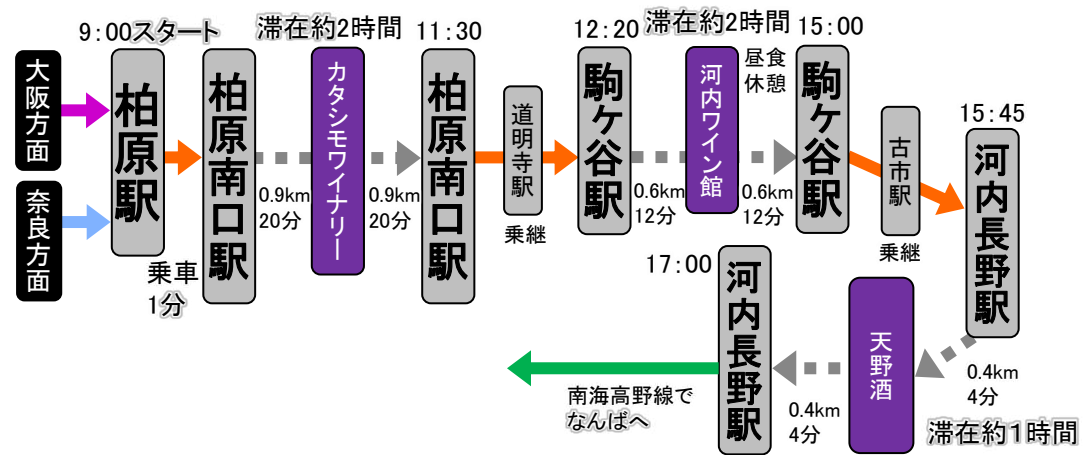 大阪方面
奈良方面
9:00スタート
柏原駅
乗車
1分
柏原南口駅
0.9km
20分
滞在約2時間
カタシモワイナリー
0.9km
20分
11:30
柏原南口駅
道明寺駅
乗継
12:20
駒ヶ谷駅
0.6km
12分
滞在約2時間
河内ワイン館
昼食
休憩
0.6km
12分
15:00
駒ヶ谷駅
古市駅
乗継
15:45
河内長野駅
0.4km
4分
天野酒
滞在約1時間
0.4km
4分
17:00
河内長野駅
南海高野線で
なんばへ